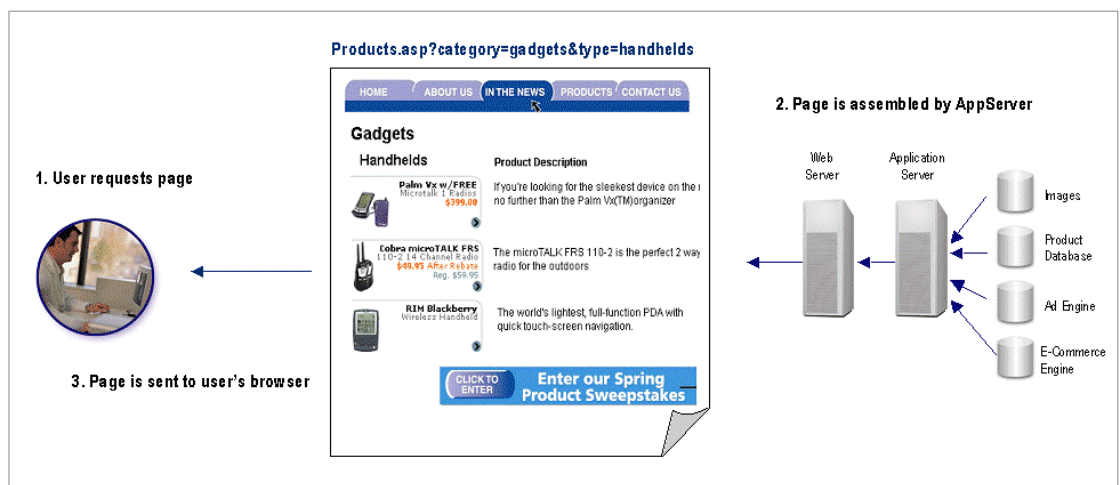 Products.asp?category=gadgets&type=handhelds
HOME
ABOUT US
IN THE NEWS
PRODUCTS
CONTACT US
Gadgets
Handhelds
Product Description
Palm Vx w/FREE
Microtalk 1 Radios
$399.00
If you're looking for the sleekest device on the
no further than the Palm Vx(TM)organizer
Cobra microTALK FRS
110-2 14 Channel Radio
$49.95 After Rebate
Reg. $59.95
The microTALK FRS 110-2 is the perfect 2 way
radio for the outdoors
RIM Blackberry
Wireless Handheld
The world's lightest, full-function PDA with
quick touch-screen navigation.
CLICK TO
ENTER
Enter our Spring
Product Sweepstakes
1. User requests page
3. Page is sent to user's browser
2. Page is assembled by AppServer
Web
Server
Application
Server
Images
Product
Database
Ad Engine
E-Commerce
Engine